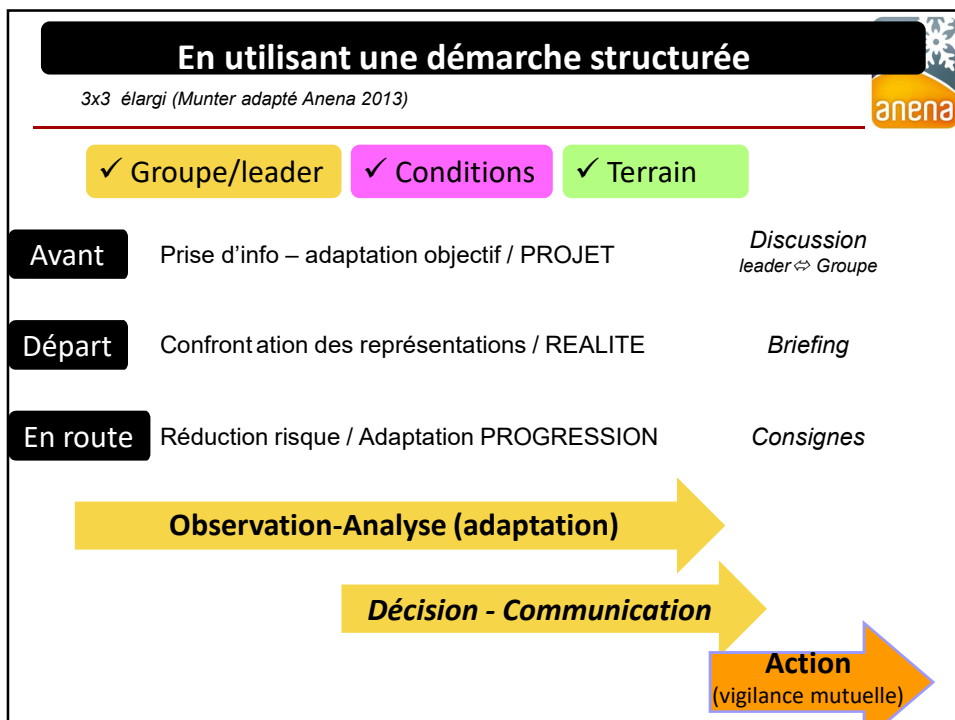 En utilisant une démarche structurée
3x3 élargi (Munter adapté Anena 2013)
anena
✓ Groupe/leader ✓ Conditions ✓ Terrain
Avant Prise d’info – adaptation objectif / PROJET Discussion
leader ⇔ Groupe
Départ Confrontation des représentations / REALITE Briefing
En route Réduction risque / Adaptation PROGRESSION Consignes
Observation-Analyse (adaptation)
Décision - Communication
Action
(vigilance mutuelle)